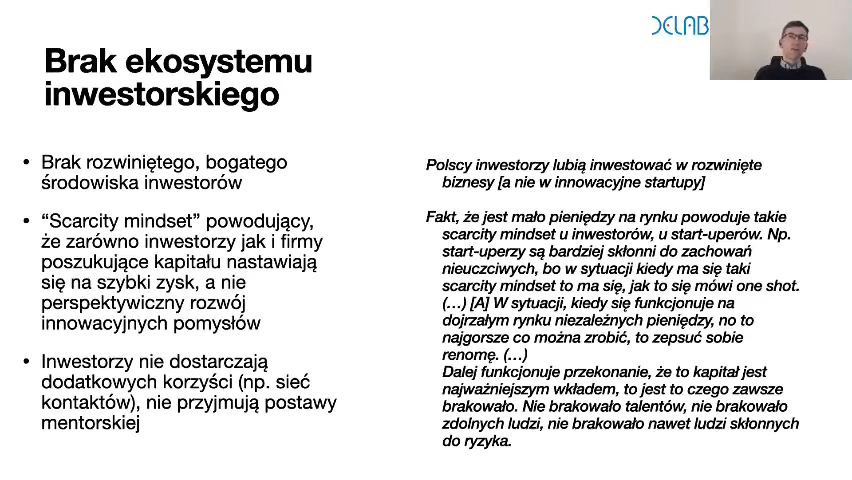 DELAB
Brak ekosystemu
inwestorskiego
• Brak rozwiniętego, bogatego
środowiska inwestorów
• “Scarcity mindset” powodujący,
że zarówno inwestorzy jak i firmy
poszukujące kapitału nastawiają
się na szybki zysk, a nie
perspektywiczny rozwój
innowacyjnych pomysłów
• Inwestorzy nie dostarczają
dodatkowych korzyści (np. sieć
kontaktów), nie przyjmują postawy
mentorskiej
Polscy inwestorzy lubią inwestować w rozwinięte
biznesy [a nie w innowacyjne startupy]
Fakt, że jest mało pieniędzy na rynku powoduje takie
scarcity mindset u inwestorów, u start-uperów. Np.
start-uperzy są bardziej skłonni do zachowań
nieuczciwych, bo w sytuacji kiedy ma się taki
scarcity mindset to ma się, jak to się mówi one shot.
(…) [A] W sytuacji, kiedy się funkcjonuje na
dojrzałym rynku niezależnych pieniędzy, no to
najgorsze co można zrobić, to zepsuć sobie
renomę. (…)
Dalej funkcjonuje przekonanie, że to kapitał jest
najważniejszym wkładem, to jest to czego zawsze
brakowało. Nie brakowało talentów, nie brakowało
zdolnych ludzi, nie brakowało nawet ludzi skłonnych
do ryzyka.